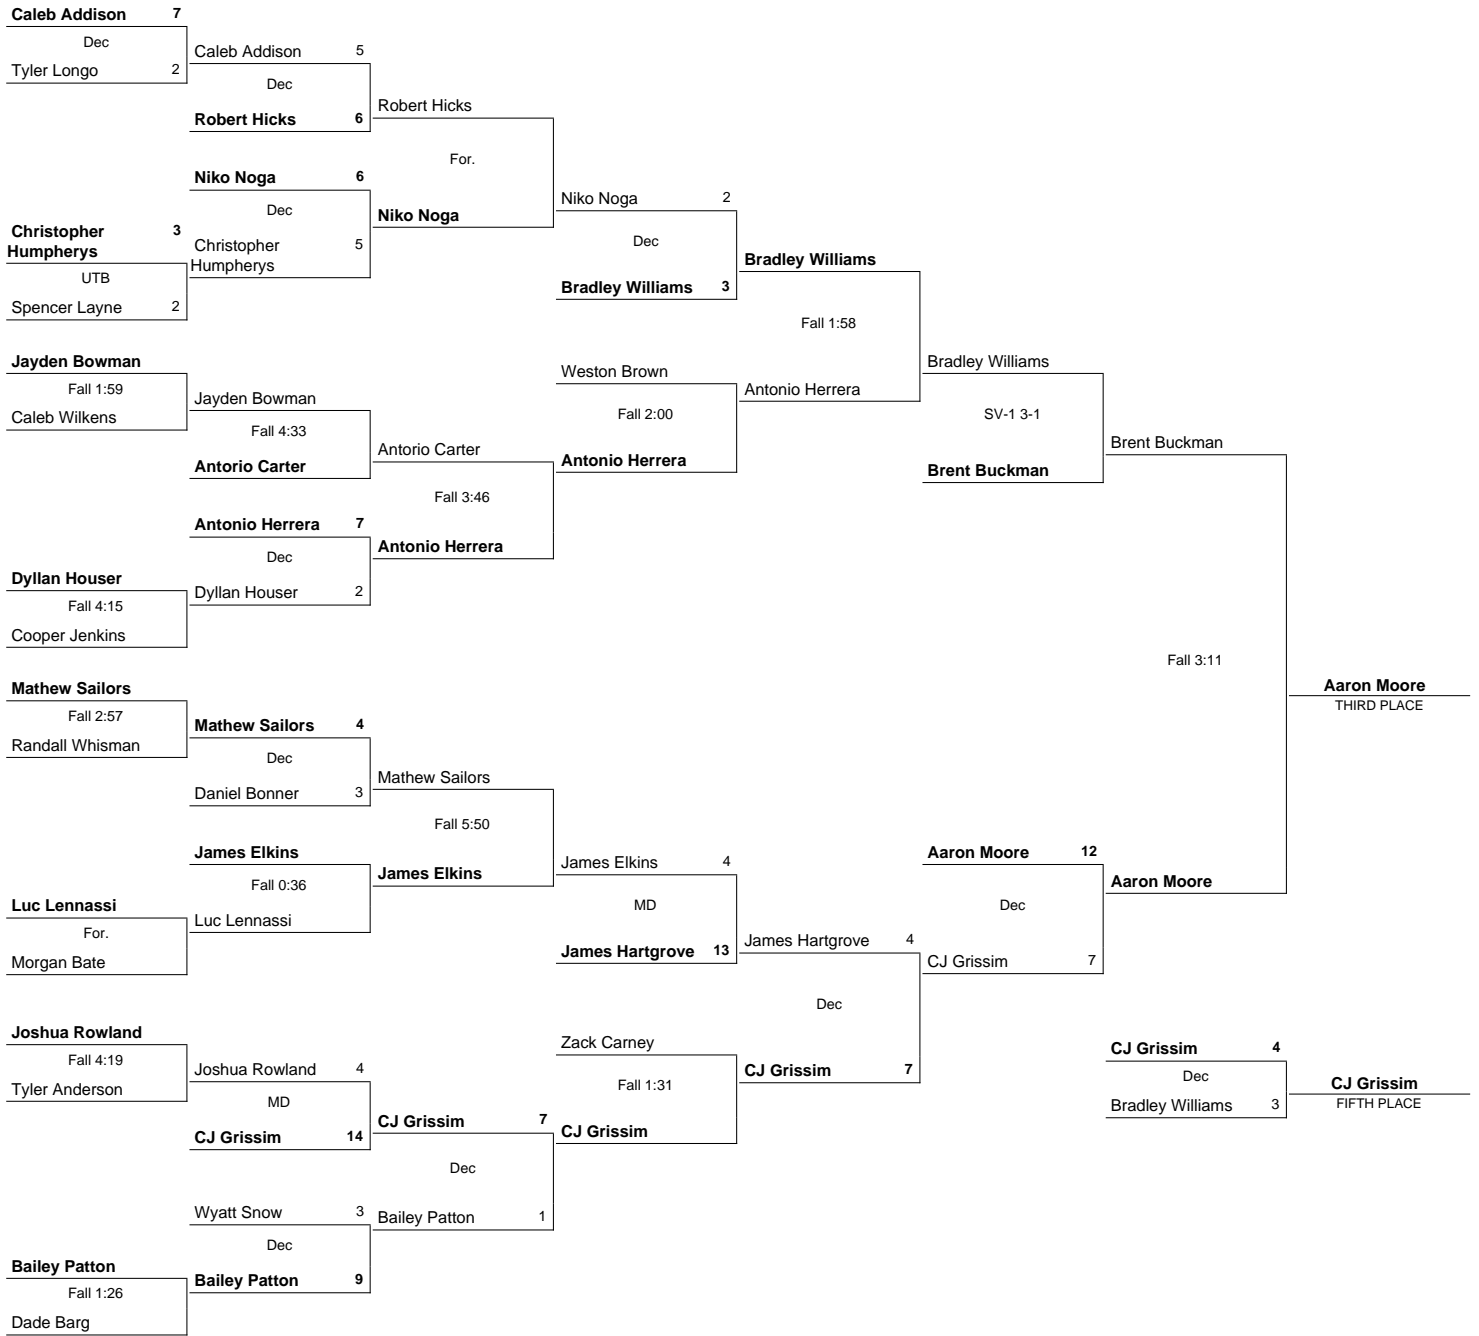 Caleb Addison 7
Dec
Tyler Longo 2
Christopher 3
Humpherys
UTB
Spencer Layne 2
Jayden Bowman
Fall 1:59
Caleb Wilkens
Dyllan Houser
Fall 4:15
Cooper Jenkins
Mathew Sailors
Fall 2:57
Randall Whisman
Luc Lennassi
For.
Morgan Bate
Joshua Rowland
Fall 4:19
Tyler Anderson
Bailey Patton
Fall 1:26
Dade Barg
Caleb Addison 5
Dec
Robert Hicks 6
Niko Noga 6
Dec
Christopher 5
Humpherys
Jayden Bowman
Fall 4:33
Antorio Carter
Antonio Herrera 7
Dec
Dyllan Houser 2
Mathew Sailors 4
Dec
Daniel Bonner 3
James Elkins
Fall 0:36
Luc Lennassi
Joshua Rowland 4
MD
CJ Grissim 14
Wyatt Snow 3
Dec
Bailey Patton 9
Robert Hicks
For.
Niko Noga
Antorio Carter
Fall 3:46
Antonio Herrera
Mathew Sailors
Fall 5:50
James Elkins
CJ Grissim 7
Dec
Bailey Patton 1
Niko Noga 2
Dec
Bradley Williams 3
Weston Brown
Fall 2:00
Antonio Herrera
James Elkins 4
MD
James Hartgrove 13
Zack Carney
Fall 1:31
CJ Grissim
Bradley Williams
Fall 1:58
Antonio Herrera
James Hartgrove 4
Dec
CJ Grissim 7
Bradley Williams
SV-1 3-1
Brent Buckman
Aaron Moore 12
Dec
CJ Grissim 7
Brent Buckman
Fall 3:11
Aaron Moore
Aaron Moore
THIRD PLACE
CJ Grissim 4
Dec
Bradley Williams 3
CJ Grissim
FIFTH PLACE